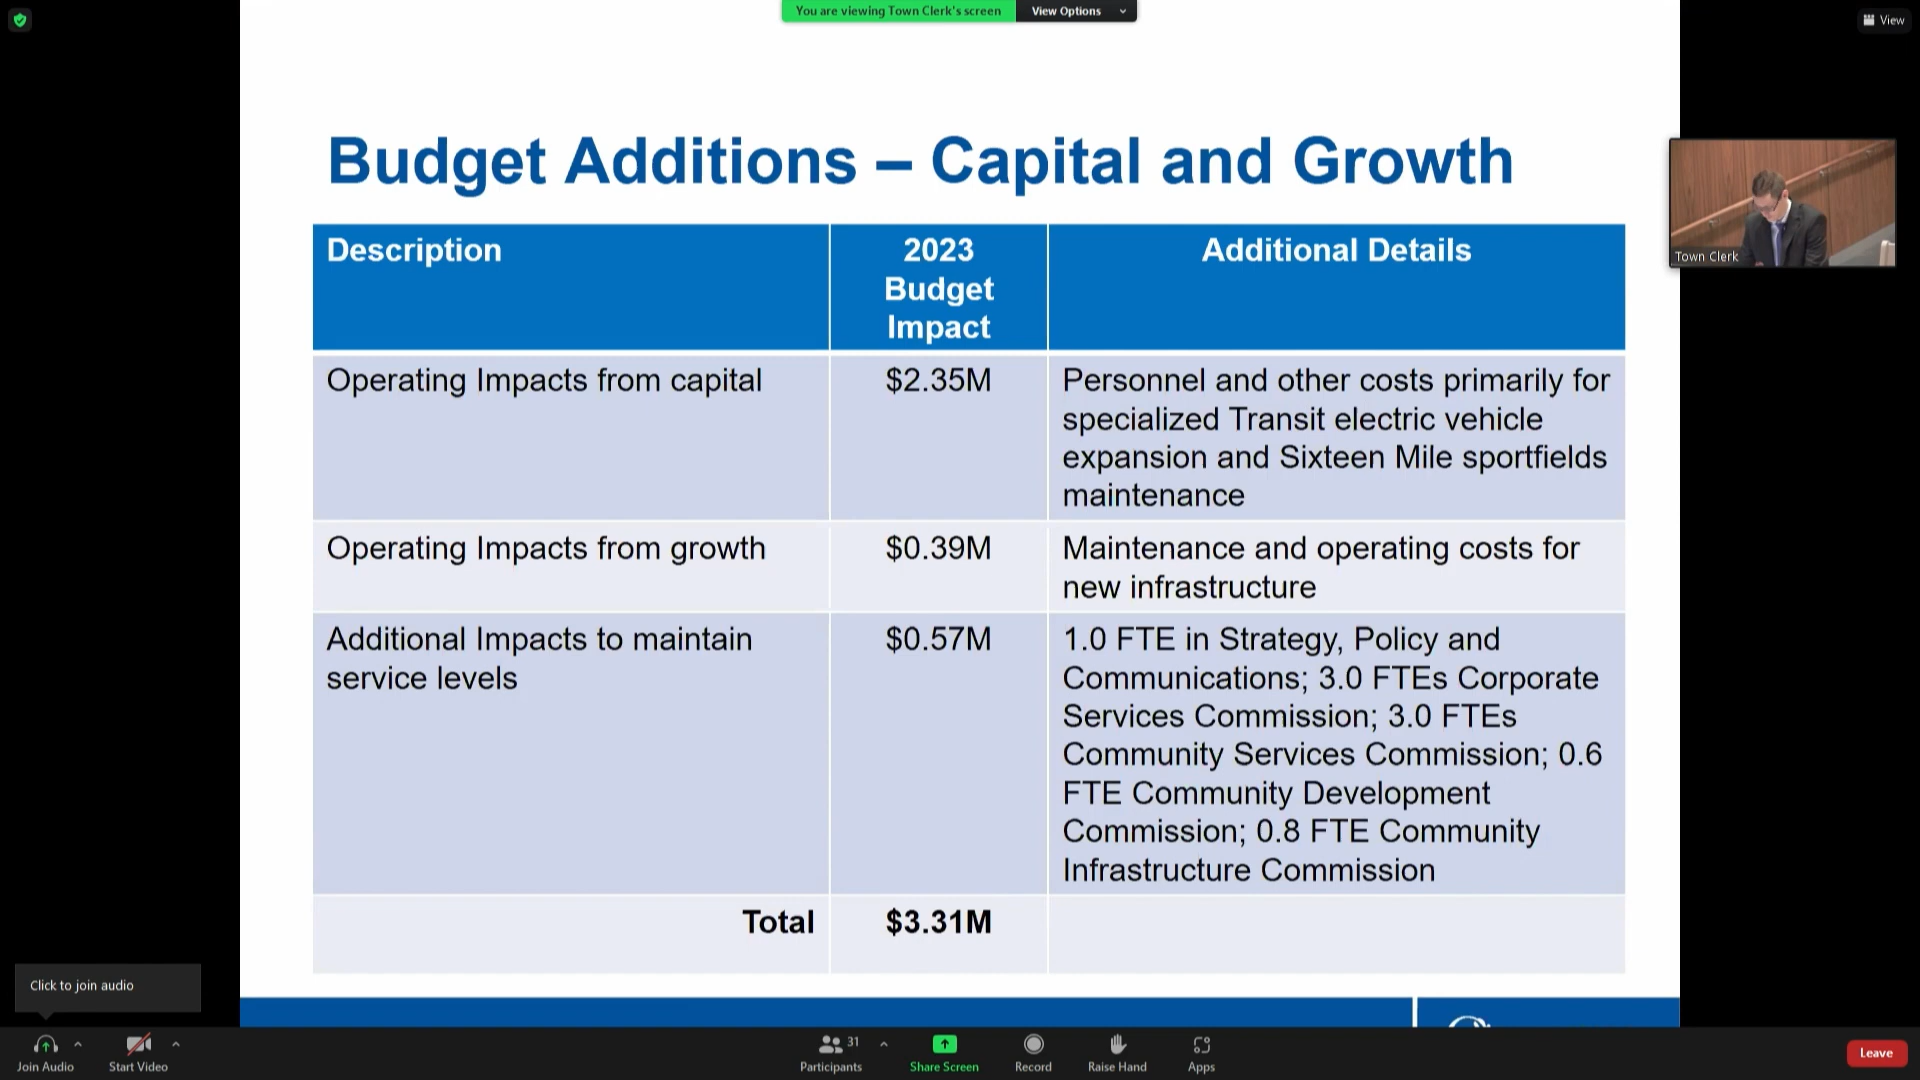 You are viewing Town Clerk's screen
View Options
View
Budget Additions – Capital and Growth
Description
2023
Budget
Impact
Additional Details
Operating Impacts from capital
$2.35M
Personnel and other costs primarily for
specialized Transit electric vehicle
expansion and Sixteen Mile sportfields
maintenance
Operating Impacts from growth
$0.39M
Maintenance and operating costs for
new infrastructure
Additional Impacts to maintain
service levels
$0.57M
1.0 FTE in Strategy, Policy and
Communications; 3.0 FTEs Corporate
Services Commission; 3.0 FTEs
Community Services Commission; 0.6
FTE Community Development
Commission; 0.8 FTE Community
Infrastructure Commission
Total
$3.31M
Town Clerk
Click to join audio
Join Audio
Start Video
31
Participants
Share Screen
Record
Raise Hand
Apps
Leave